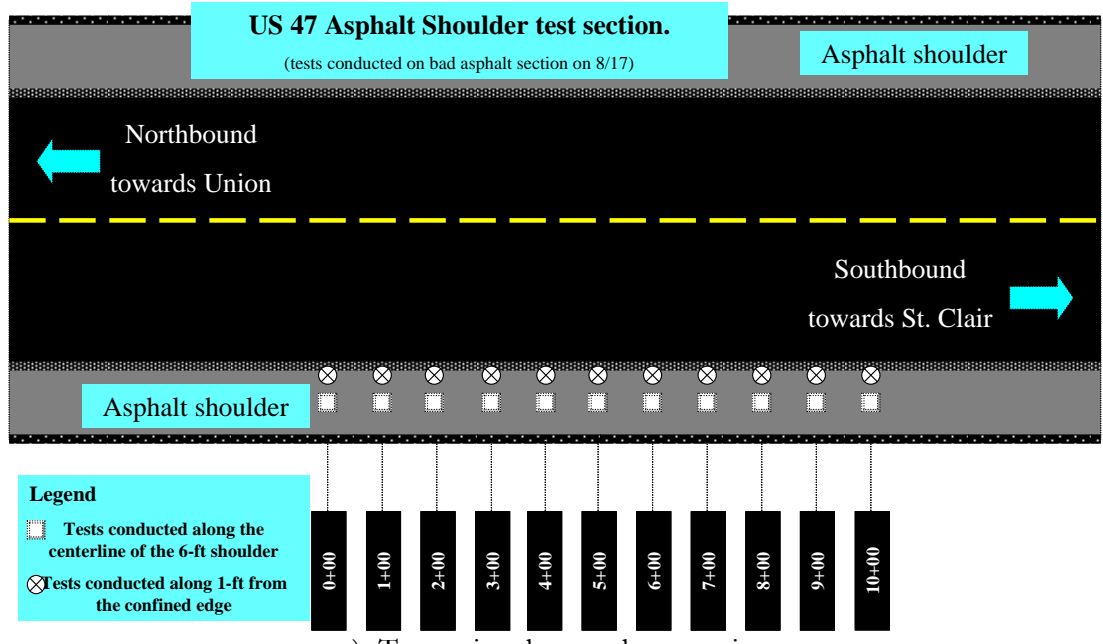 US 47 Asphalt Shoulder test section.
(tests conducted on bad asphalt section on 8/17)
Asphalt shoulder
Northbound
towards Union
Southbound
towards St. Clair
Asphalt shoulder
Legend
Tests conducted along the
centerline of the 6-ft shoulder
Tests conducted along 1-ft from
the confined edge
0+00
1+00
2+00
3+00
4+00
5+00
6+00
7+00
8+00
9+00
10+00